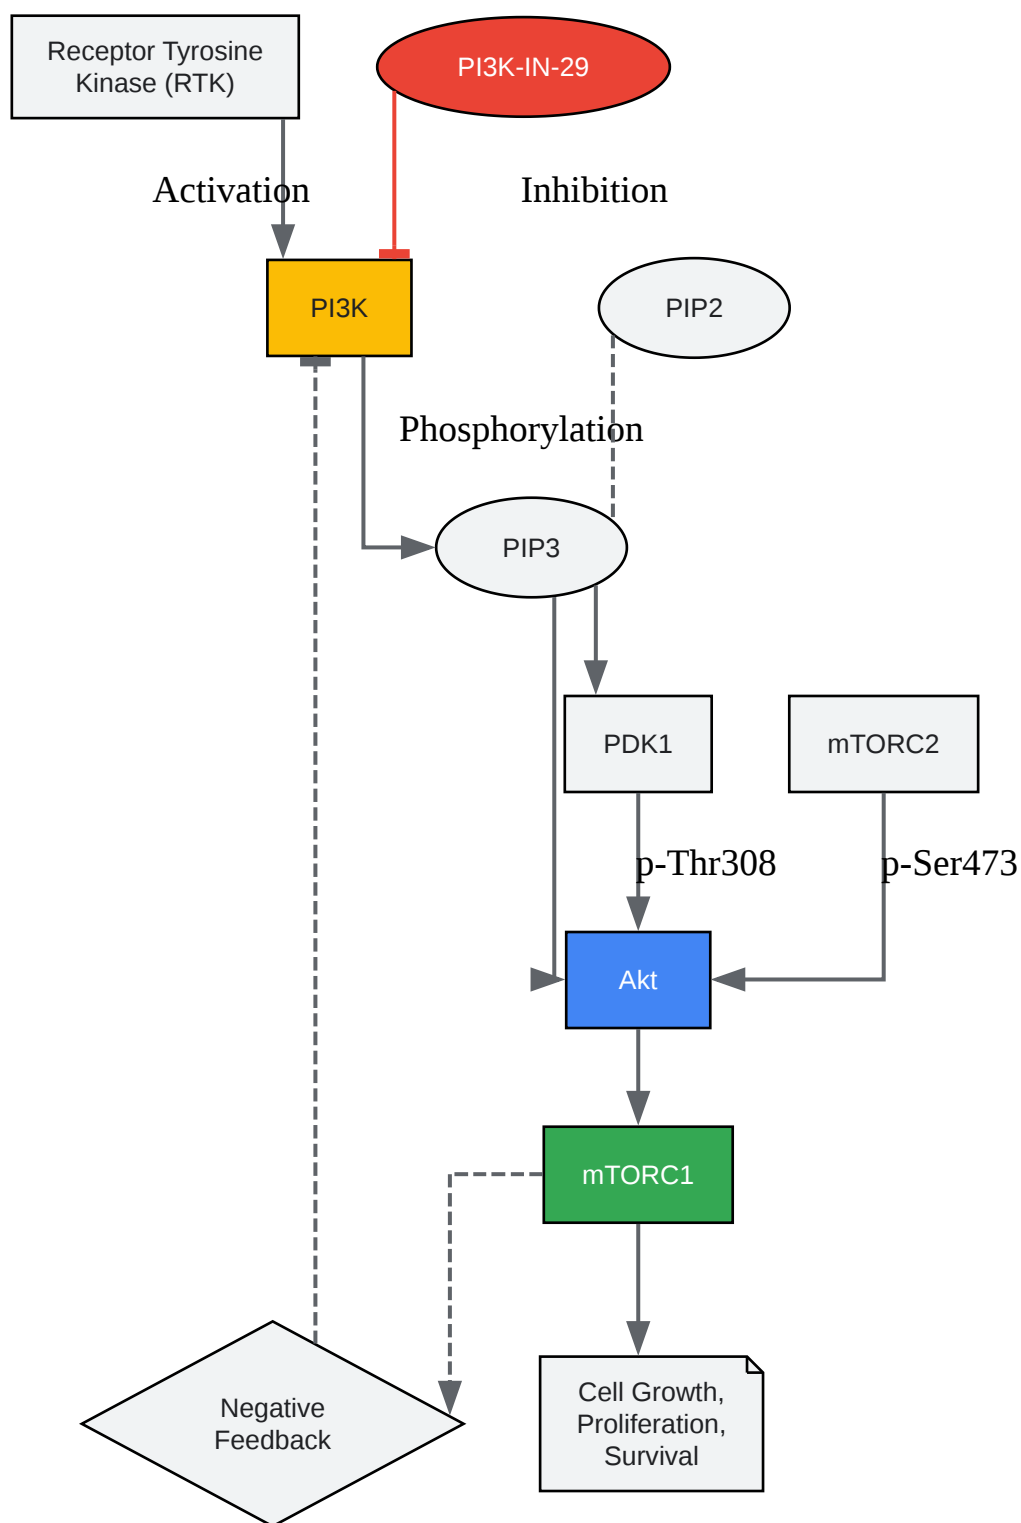 Receptor Tyrosine
Kinase (RTK)
PI3K-IN-29
Activation
Inhibition
PI3K
PIP2
Phosphorylation
PIP3
PDK1
mTORC2
p-Thr308
p-Ser473
Akt
mTORC1
Negative
Feedback
Cell Growth,
Proliferation,
Survival